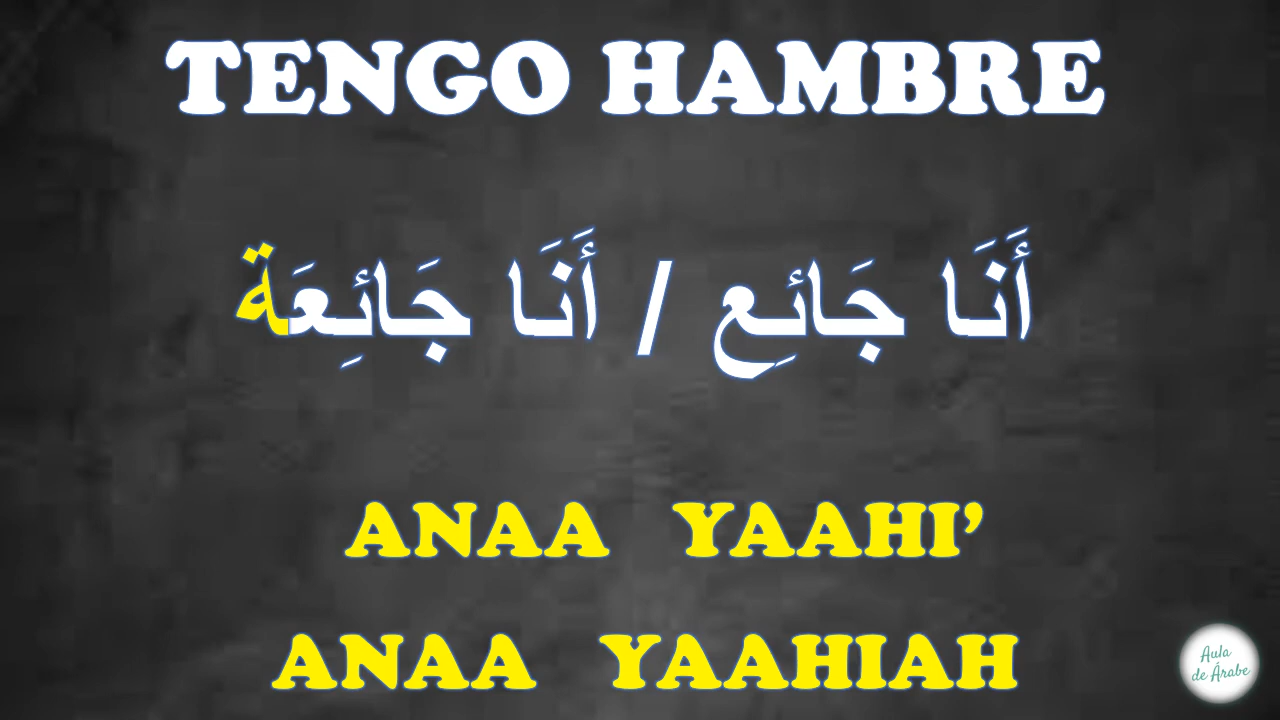 TENGO HAMBRE
أَنَا جَائِع / أَنَا جَائِعَة
ANAA YAAHI’
ANAA YAAHIAH
Aula
de Árabe